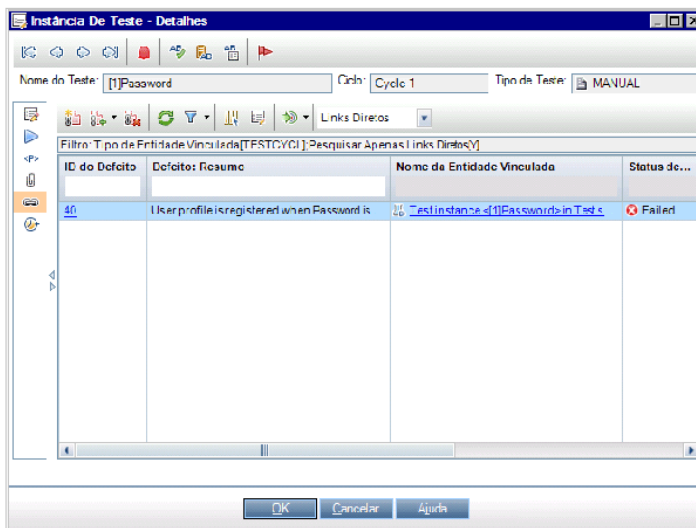 Instância De Teste - Detalhes
Nome do Teste: [1]Password Ciclo: Cycle 1 Tipo de Teste: MANUAL
Links Diretos
Filtro: Tipo de Entidade Vinculada[TESTCYCL];Pesquisar Apenas Links Diretos[Y]
ID do Defeito Defeito: Resumo Nome da Entidade Vinculada Status de...
40 User profile is registered when Password is Test instance <[1]Password> in Test s Failed
OK Cancelar Ajuda